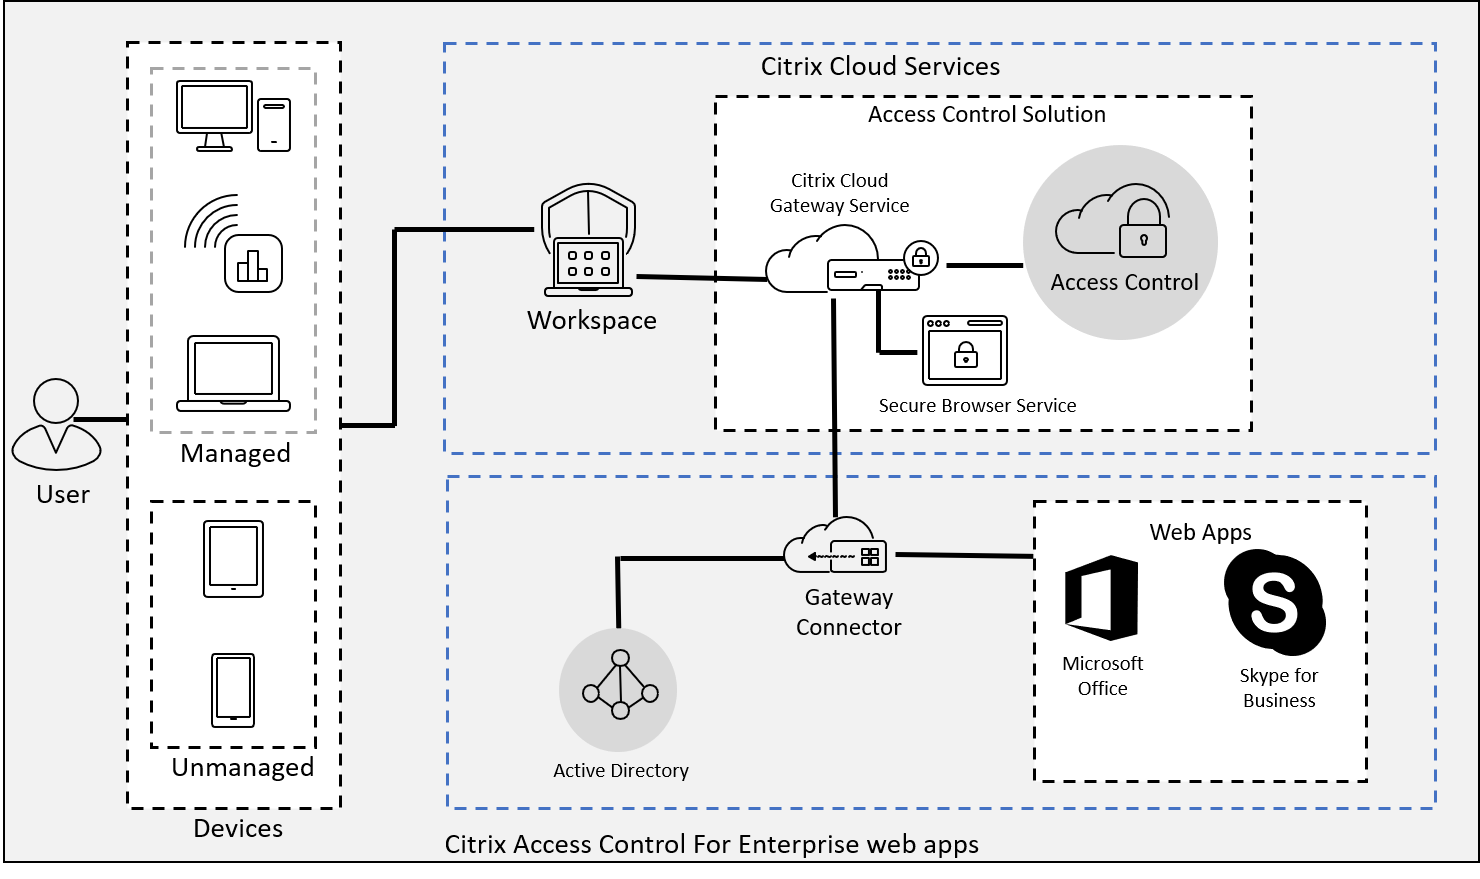 Citrix Cloud Services
Access Control Solution
Citrix Cloud
Gateway Service
Access Control
Workspace
Secure Browser Service
Managed
User
Unmanaged
Devices
Web Apps
Gateway
Connector
Microsoft
Office
S
Skype for
Business
Active Directory
Citrix Access Control For Enterprise web apps